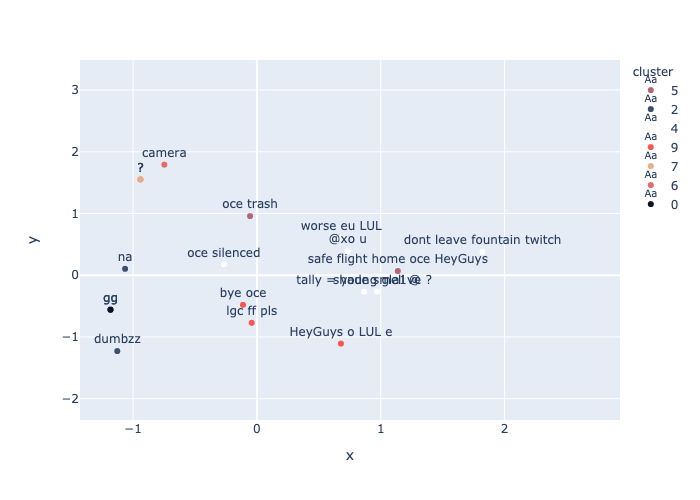 cluster
Aa 5
Aa 2
Aa 4
Aa 9
Aa 7
Aa 6
Aa 0
3
2
1
0
−1
−2
y
camera
?
oce trash
worse eu LUL
@xo u
dont leave fountain twitch
oce silenced
na
safe flight home oce HeyGuys
tally =
?
bye oce
gg
lgc ff pls
HeyGuys o LUL e
dumbzz
−1
0
1
2
x